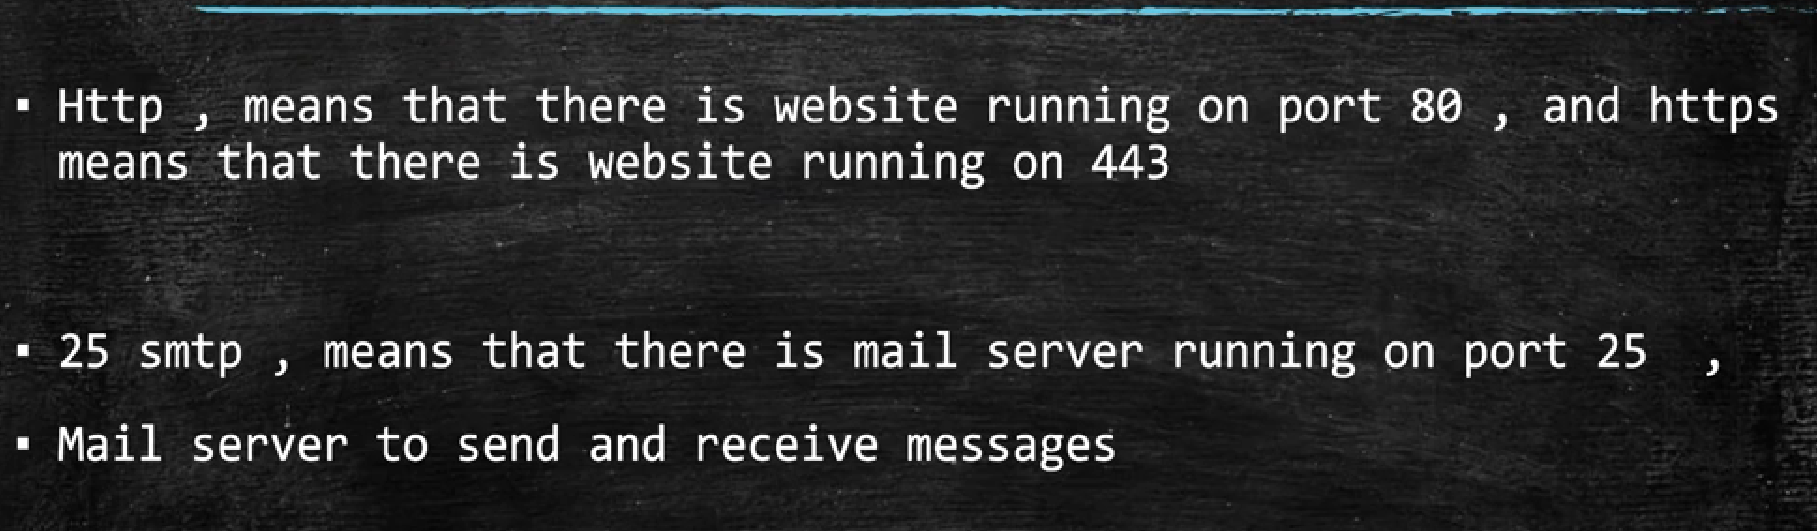 ▪ Http , means that there is website running on port 80 , and https
means that there is website running on 443
▪ 25 smtp , means that there is mail server running on port 25 ,
▪ Mail server to send and receive messages